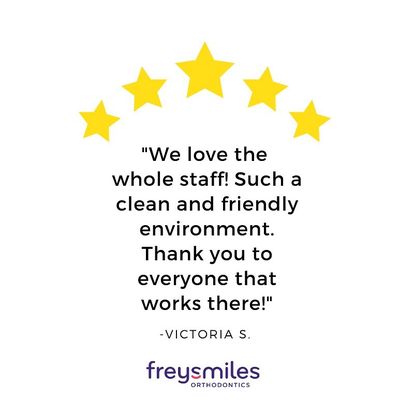 "We love the
whole staff! Such a
clean and friendly
environment.
Thank you to
everyone that
works there!"
-VICTORIA S.
freysmiles
ORTHODONTICS